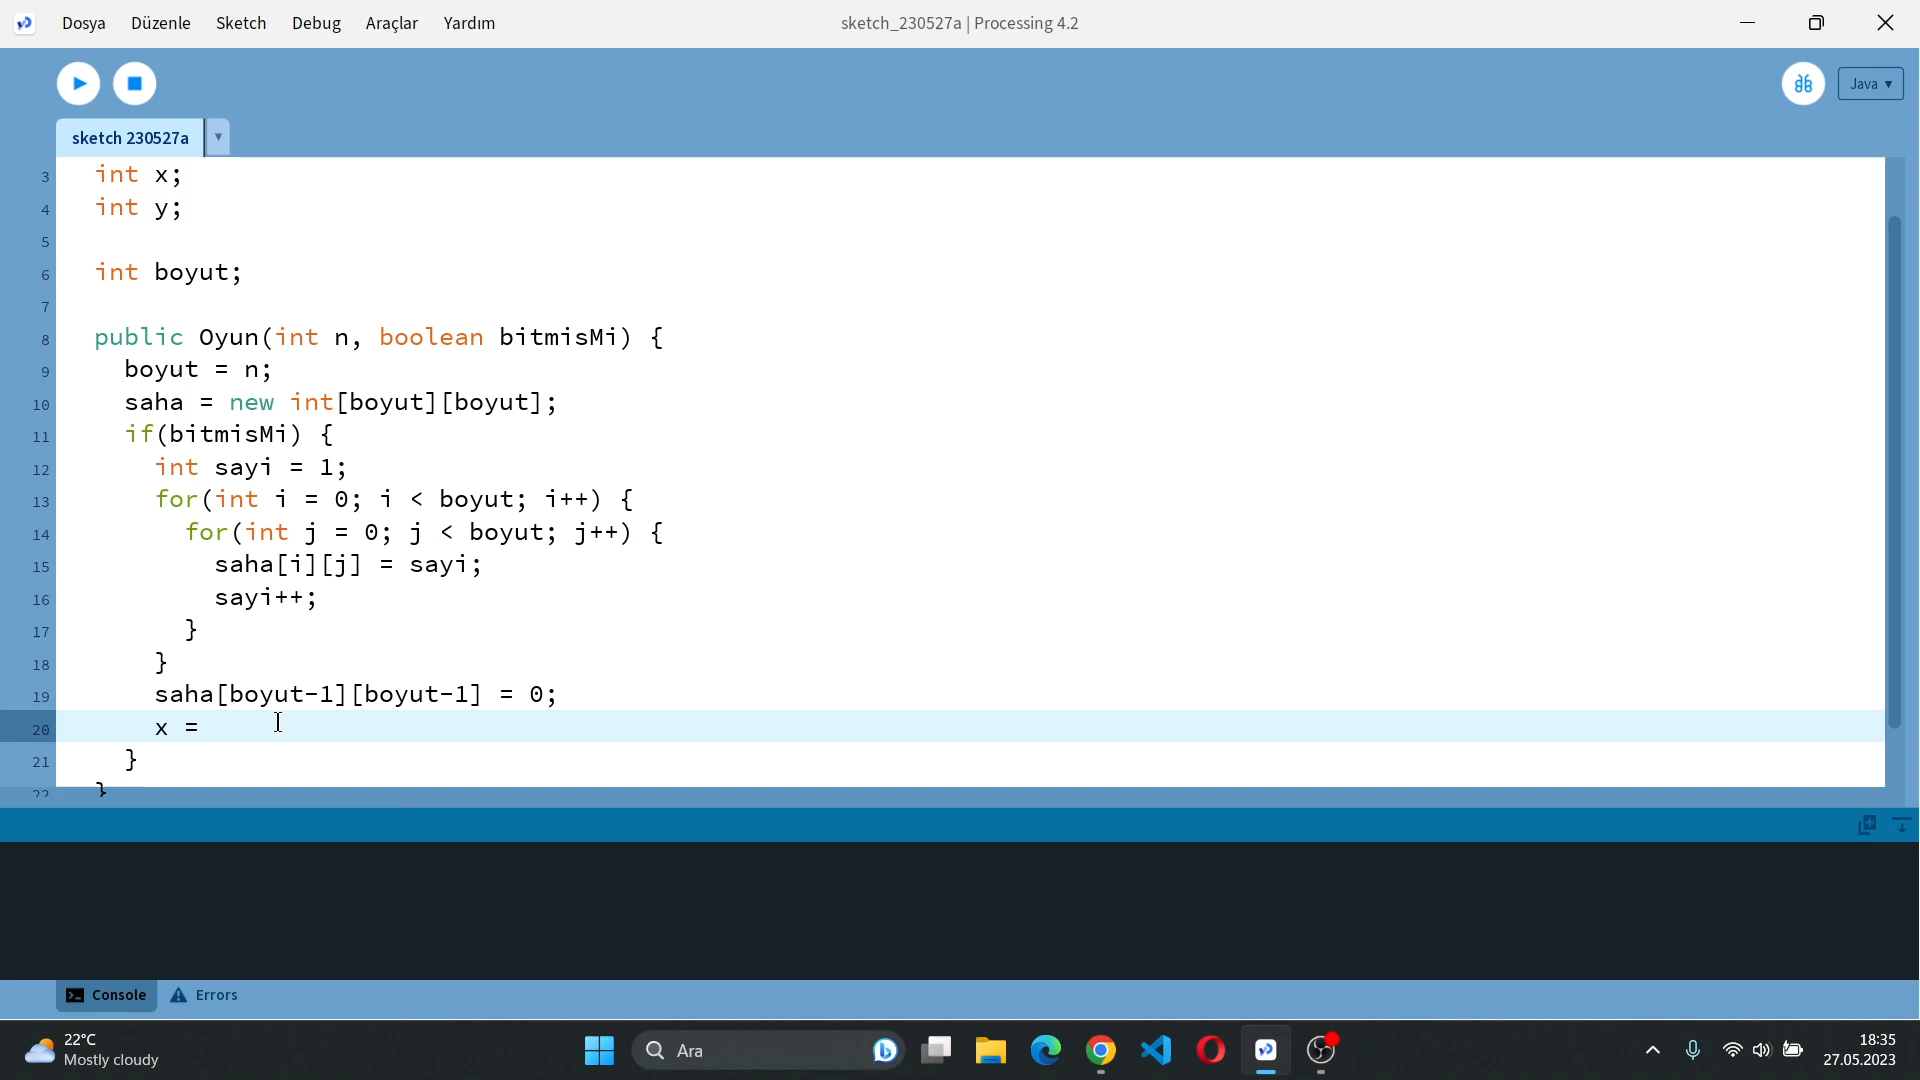 Dosya Düzenle Sketch Debug Araçlar Yardım
sketch_230527a | Processing 4.2
Java ▾
sketch 230527a ▾
3 int x;
4 int y;
5
6 int boyut;
7
8 public Oyun(int n, boolean bitmisMi) {
9 boyut = n;
10 saha = new int[boyut][boyut];
11 if(bitmisMi) {
12 int sayi = 1;
13 for(int i = 0; i < boyut; i++) {
14 for(int j = 0; j < boyut; j++) {
15 saha[i][j] = sayi;
16 sayi++;
17 }
18 }
19 saha[boyut-1][boyut-1] = 0;
20 x =
21 }
22 }
Console Errors
22°C
Mostly cloudy
Ara
18:35
27.05.2023